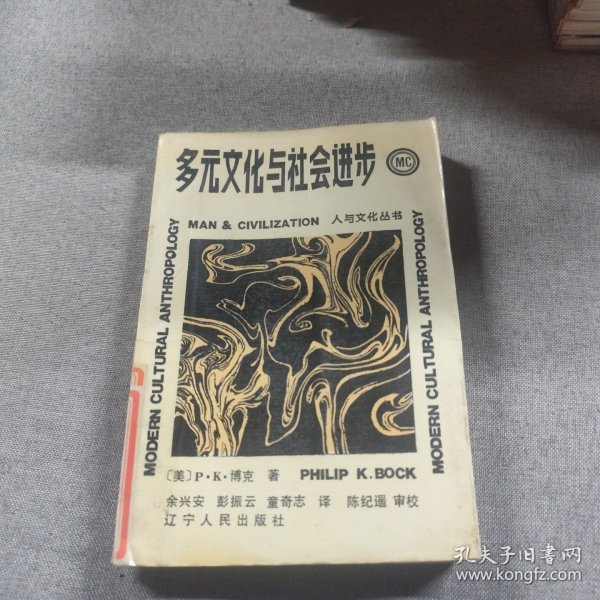 多元文化与社会进步 MC
MAN & CIVILIZATION 人与文化丛书
MODERN CULTURAL ANTHROPOLOGY
MODERN CULTURAL ANTHROPOLOGY
〔美〕P·K·博克 著 PHILIP K. BOCK
余兴安 彭振云 童奇志 译 陈纪遥 审校
辽宁人民出版社
孔夫子旧书网
www.kongfz.com